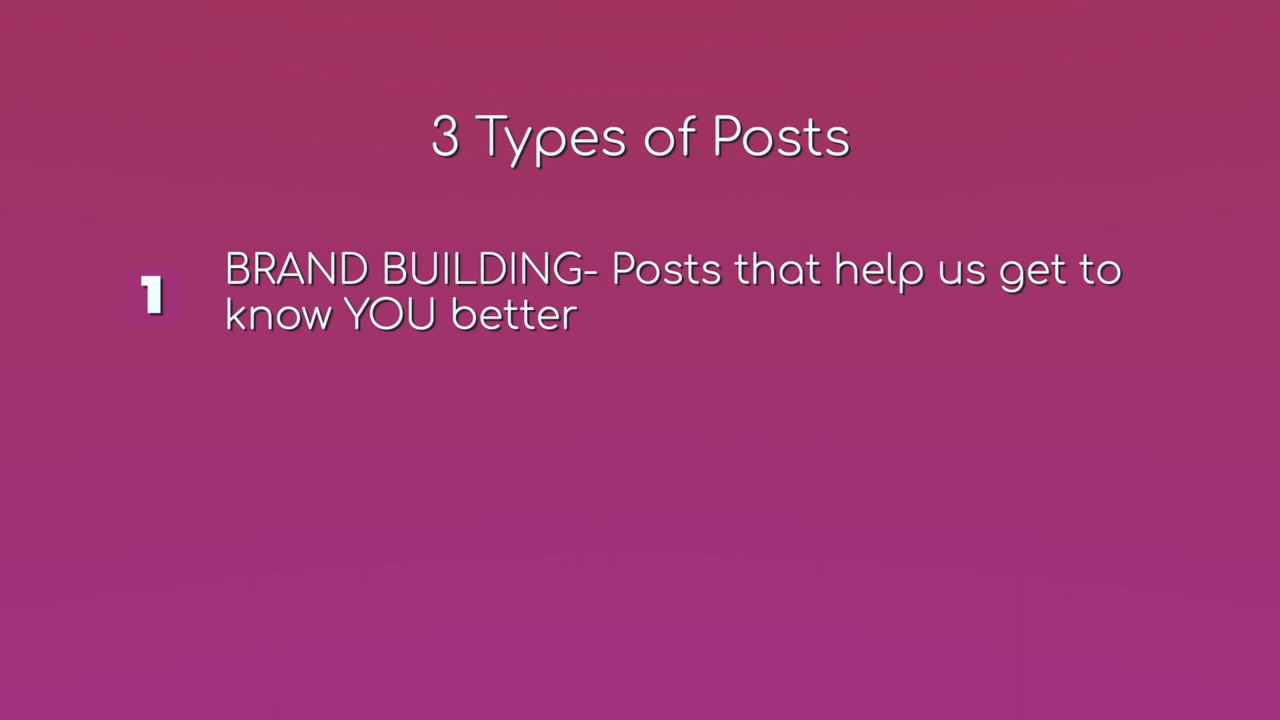 3 Types of Posts
1
BRAND BUILDING- Posts that help us get to
know YOU better